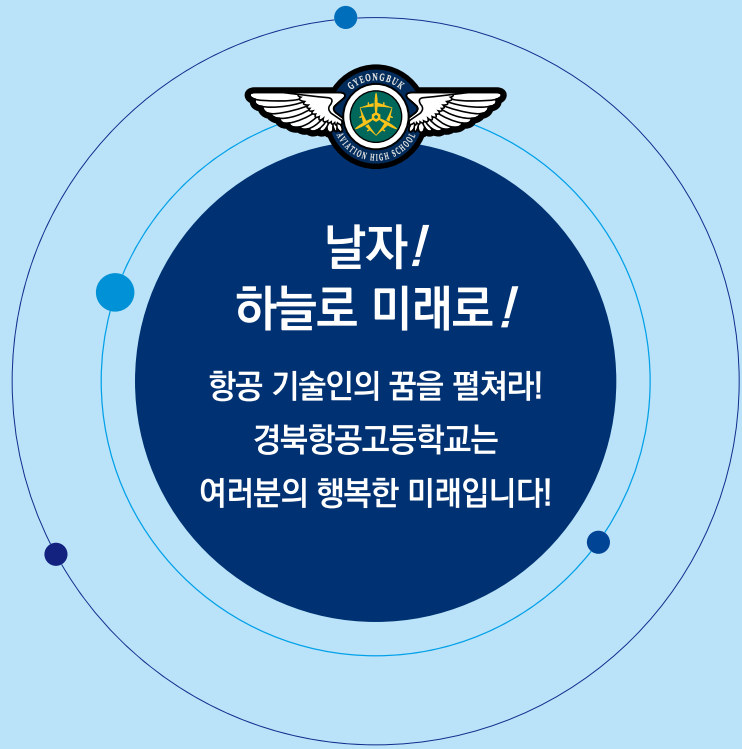 GYEONGBUK
AVIATION HIGH SCHOOL
날자!
하늘로 미래로!
항공 기술인의 꿈을 펼쳐라!
경북항공고등학교는
여러분의 행복한 미래입니다!